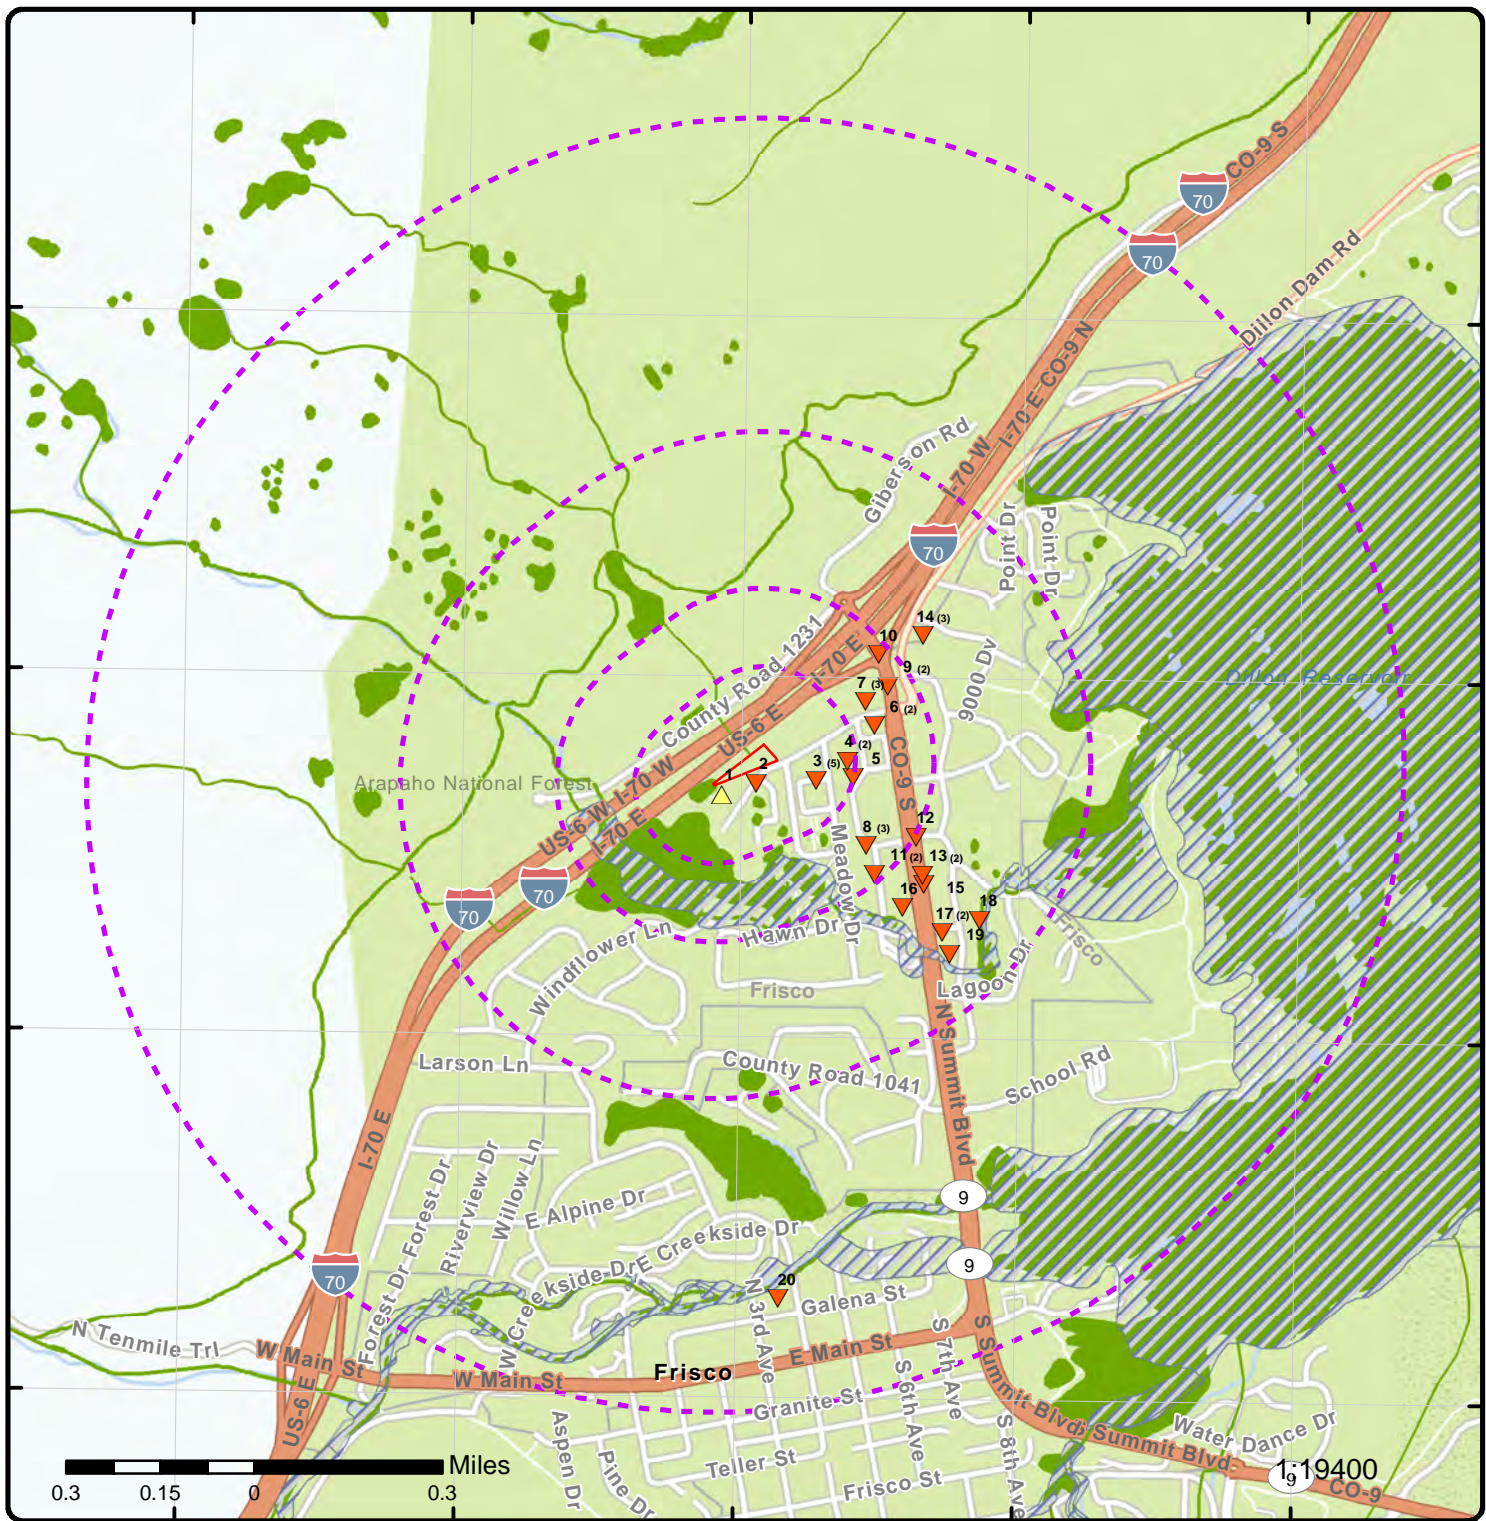 CO-9 S
70
70
Dillon Dam Rd
I-70 E CO-9 N
Giberson Rd
I-70 W
Point Dr
Point Dr
70
County Road 1231
I-70 E
14 (3)
10
9 (2)
7 (3)
6 (2)
9000 Dv
Dillon Reservoir
US-6 E
CO-9 S
4 (2)
5
3 (5)
1
2
Arapaho National Forest
US-6 W I-70 W
I-70 E
12
8 (3)
11 (2)
13 (2)
Meadow Dr
15
16
18
17 (2)
19
70
70
Windflower Ln
Hawn Dr
Frisco
Frisco
Lagoon Dr
Larson Ln
County Road 1041
School Rd
N Summit Blvd
I-70 E
Forest Dr
Forest Dr
Riverview Dr
Willow Ln
E Alpine Dr
E Creekside Dr
W Creekside Dr
9
9
70
20
N 3rd Ave
Galena St
N Tenmile Trl
W Main St
W Main St
Frisco
E Main St
S 7th Ave
S 6th Ave
S Summit Blvd
S Summit Blvd
Water Dance Dr
US-6 E
Granite St
S 8th Ave
Aspen Dr
Pine Dr
Teller St
Frisco St
9
CO-9
1:19400
Miles
0.3 0.15 0 0.3